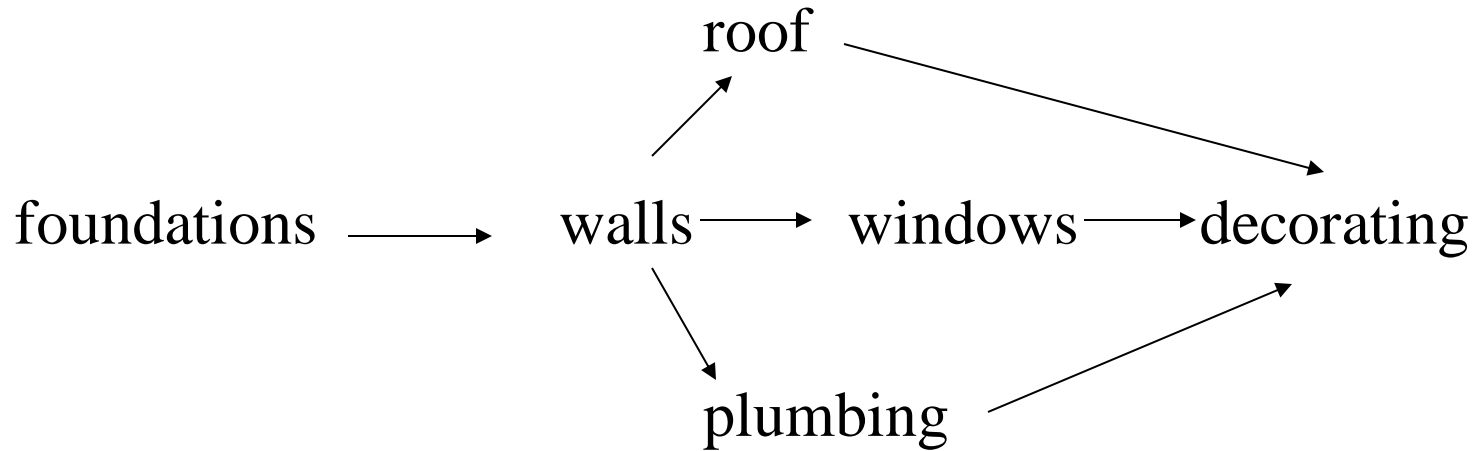 roof
foundations
walls
windows
decorating
plumbing